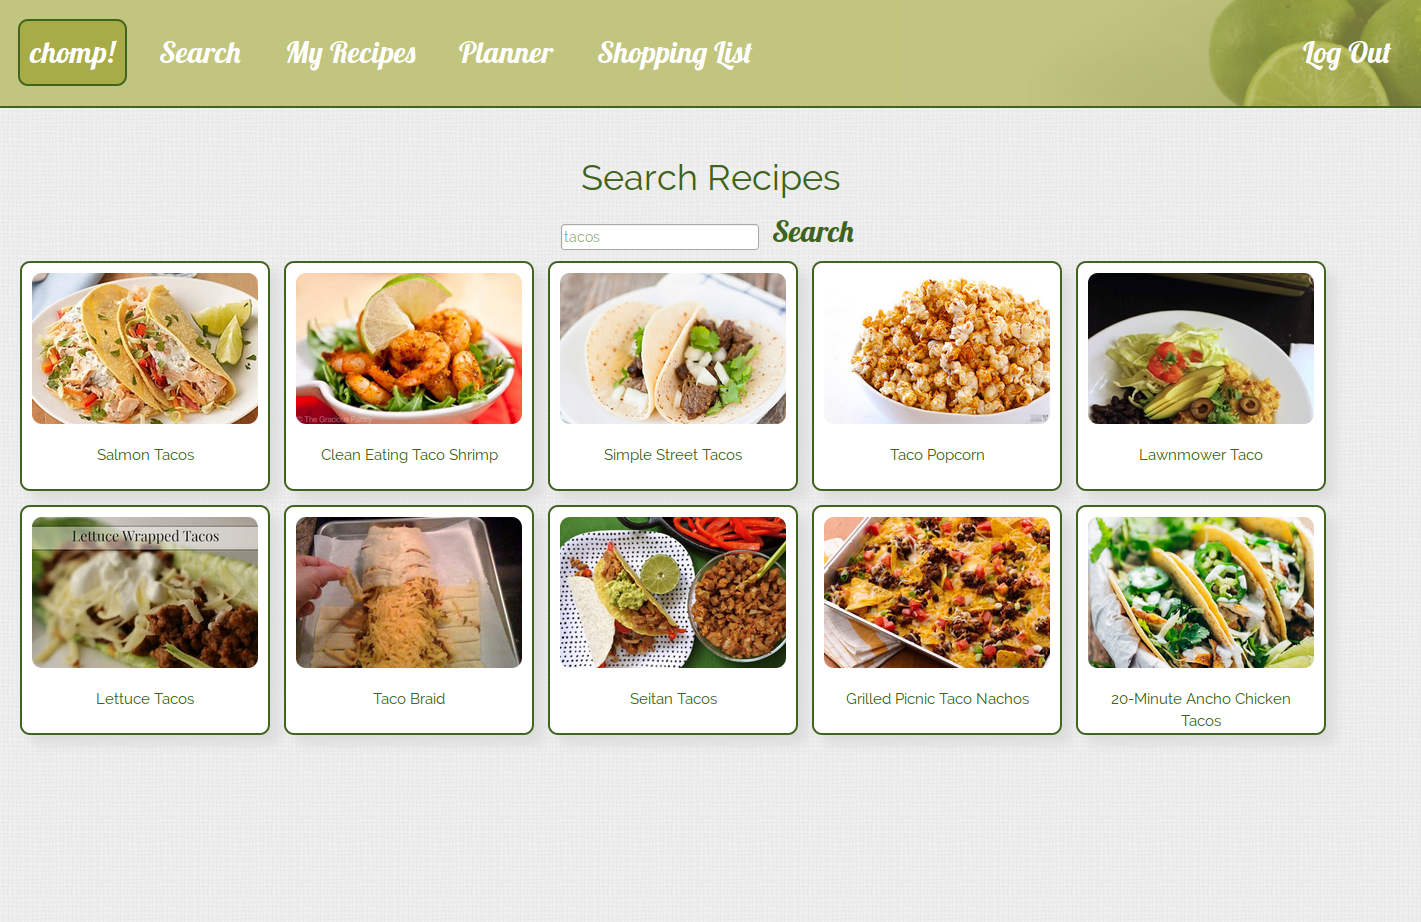 chomp!
Search
My Recipes
Planner
Shopping List
Log Out
Search Recipes
tacos
Search
Salmon Tacos
© The Gracious Pantry
Clean Eating Taco Shrimp
Simple Street Tacos
Taco Popcorn
Lawnmower Taco
Lettuce Wrapped Tacos
Lettuce Tacos
Taco Braid
Seitan Tacos
Grilled Picnic Taco Nachos
20-Minute Ancho Chicken
Tacos